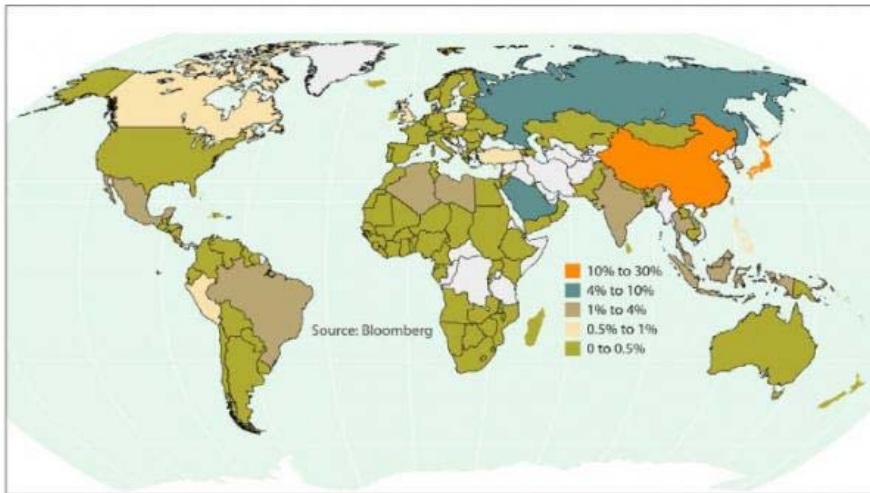 10% to 30%
4% to 10%
1% to 4%
0.5% to 1%
0 to 0.5%
Source: Bloomberg